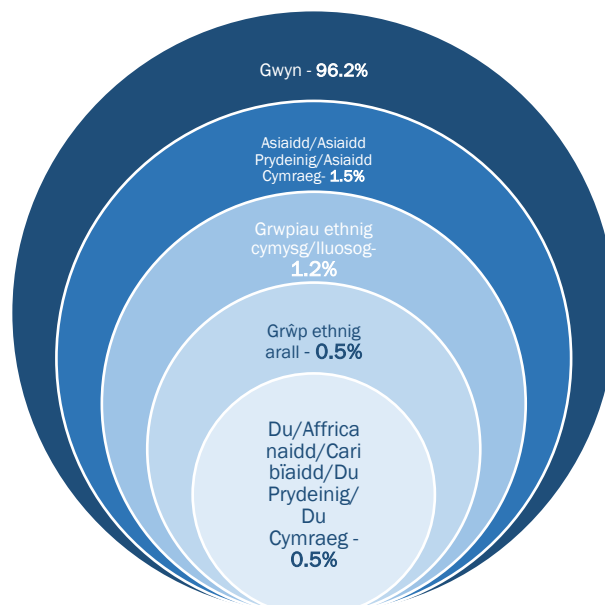 Gwyn - 96.2%
Asiaidd/Asiaidd
Prydeinig/Asiaidd
Cymraeg- 1.5%
Grwpiau ethnig
cymysg/lluosog-
1.2%
Grŵp ethnig
arall - 0.5%
Du/Affrica
naidd/Cari
bïaidd/Du
Prydeinig/
Du
Cymraeg -
0.5%